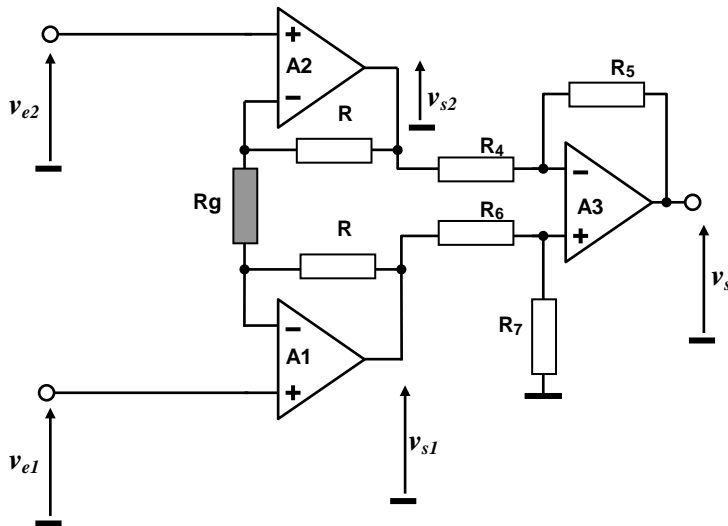 +
A2
−
v_e2
v_s2
R
R5
R4
−
Rg
A3
R6
+
R
v_s
−
R7
A1
+
v_e1
v_s1